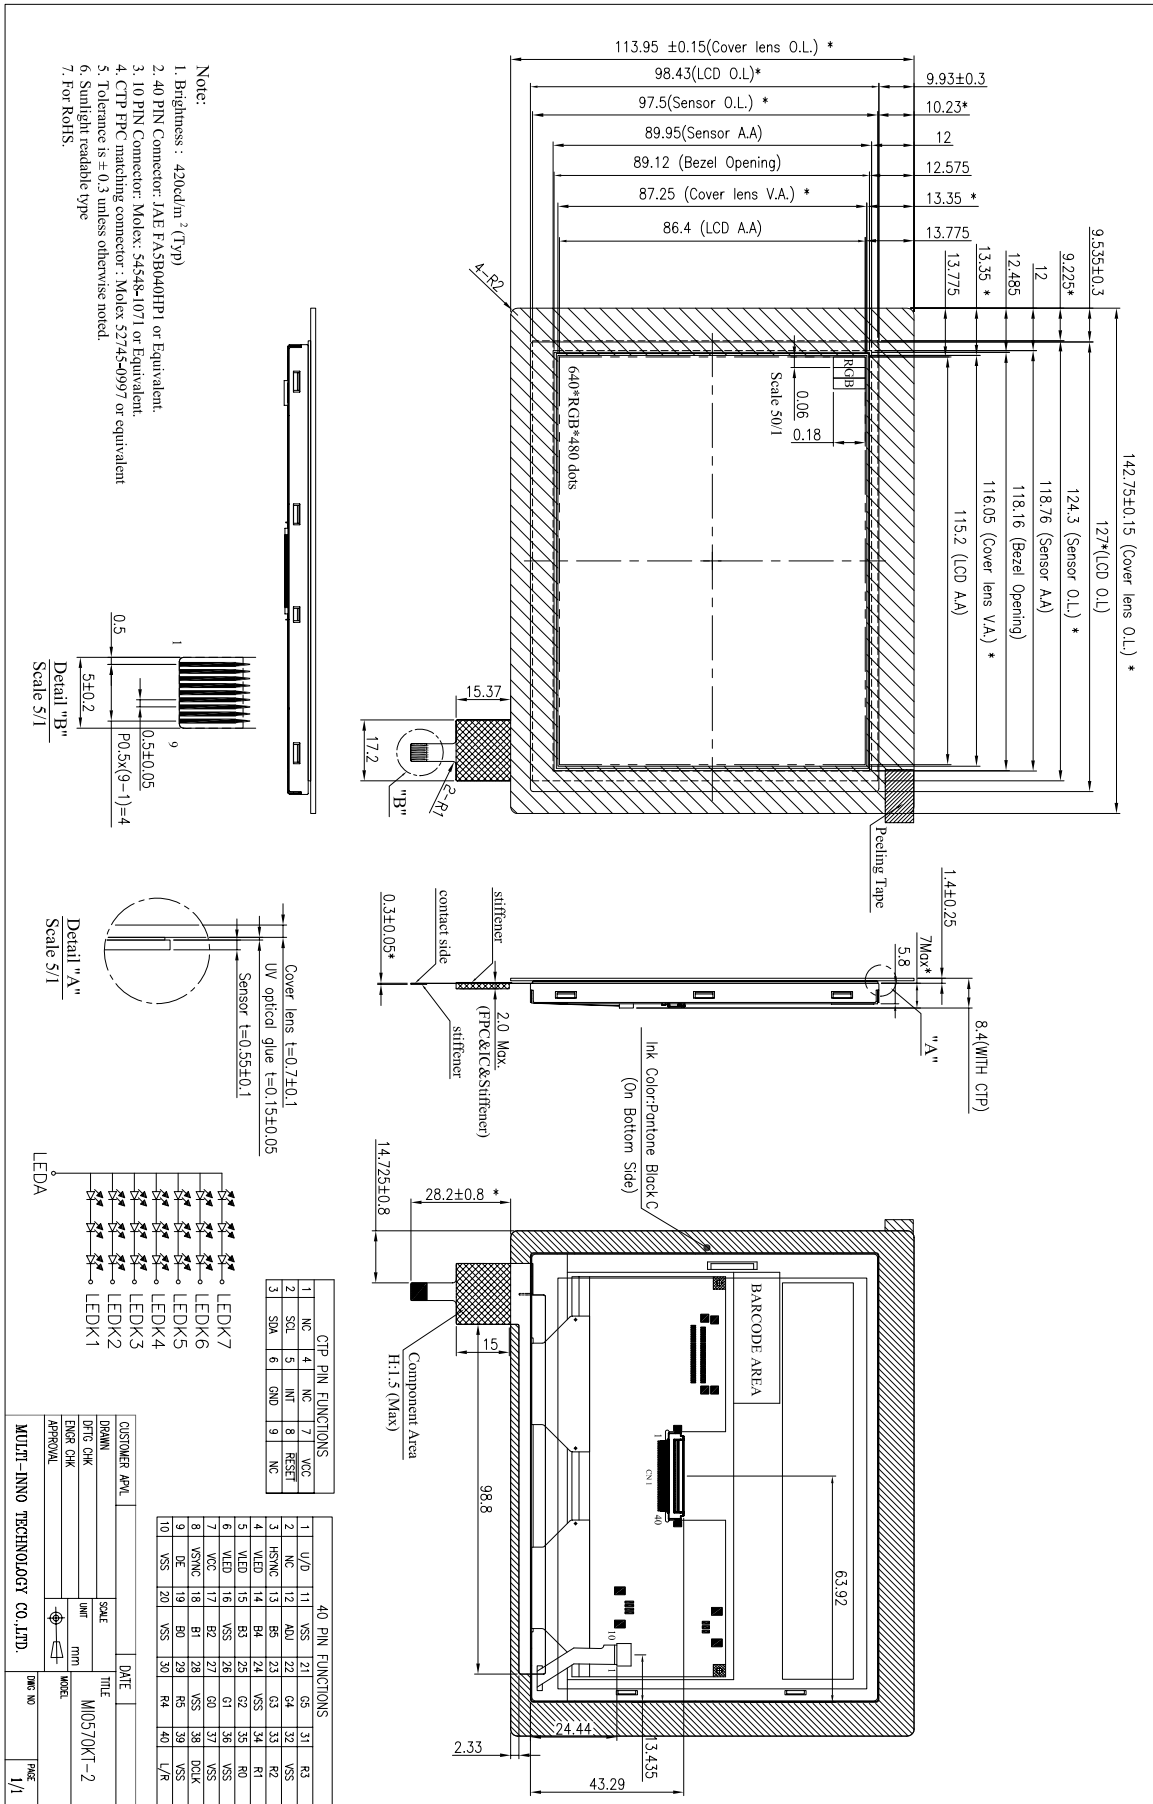 142.75±0.15 (Cover lens O.L.) *
127*(LCD O.L)
124.3 (Sensor O.L.) *
118.76 (Sensor A.A)
118.16 (Bezel Opening)
116.05 (Cover lens V.A.) *
115.2 (LCD A.A)
9.535±0.3
9.225*
12
12.485
13.35 *
13.775
113.95 ±0.15(Cover lens O.L.) *
98.43(LCD O.L)*
97.5(Sensor O.L.) *
89.95(Sensor A.A)
89.12 (Bezel Opening)
87.25 (Cover lens V.A.) *
86.4 (LCD A.A)
9.93±0.3
10.23*
12
12.575
13.35 *
13.775
4-R2
RGB
0.06
0.18
Scale 50/1
640*RGB*480 dots
Peeling Tape
15.37
17.2
2-R1
"B"
1.4±0.25
7Max*
5.8
8.4(WITH CTP)
"A"
stiffener
contact side
0.3±0.05*
2.0 Max.
(FPC&IC&Stiffener)
stiffener
Ink Color:Pantone Black C
(On Bottom Side)
BARCODE AREA
1
CN1
40
63.92
10
1
13.435
24.44
43.29
2.33
98.8
15
28.2±0.8 *
14.725±0.8
Component Area
H:1.5 (Max)
Note:
1. Brightness : 420cd/m ² (Typ)
2. 40 PIN Connector: JAE FA5B040HP1 or Equivalent.
3. 10 PIN Connector: Molex: 54548-1071 or Equivalent.
4. CTP FPC matching connector : Molex 52745-0997 or equivalent
5. Tolerance is ± 0.3 unless otherwise noted.
6. Sunlight readable type
7. For RoHS.
1
9
0.5±0.05
P0.5x(9-1)=4
0.5
5±0.2
Detail "B"
Scale 5/1
Cover lens t=0.7±0.1
UV optical glue t=0.15±0.05
Sensor t=0.55±0.1
Detail "A"
Scale 5/1
LEDA
LEDK7
LEDK6
LEDK5
LEDK4
LEDK3
LEDK2
LEDK1
CTP PIN FUNCTIONS
1 NC 4 NC 7 VCC
2 SCL 5 INT 8 RESET
3 SDA 6 GND 9 NC
40 PIN FUNCTIONS
1 U/D 11 VSS 21 G5 31 R3
2 NC 12 ADJ 22 G4 32 VSS
3 HSYNC 13 B5 23 G3 33 R2
4 VLED 14 B4 24 VSS 34 R1
5 VLED 15 B3 25 G2 35 R0
6 VLED 16 VSS 26 G1 36 VSS
7 VCC 17 B2 27 G0 37 VSS
8 VSYNC 18 B1 28 VSS 38 DCLK
9 DE 19 B0 29 R5 39 VSS
10 VSS 20 VSS 30 R4 40 L/R
CUSTOMER APVL
DATE
DRAWN
DFTG CHK
ENGR CHK
APPROVAL
SCALE
UNIT
mm
TITLE
MI0570KT-2
MODEL
MULTI-INNO TECHNOLOGY CO.,LTD.
DWG NO
PAGE
1/1